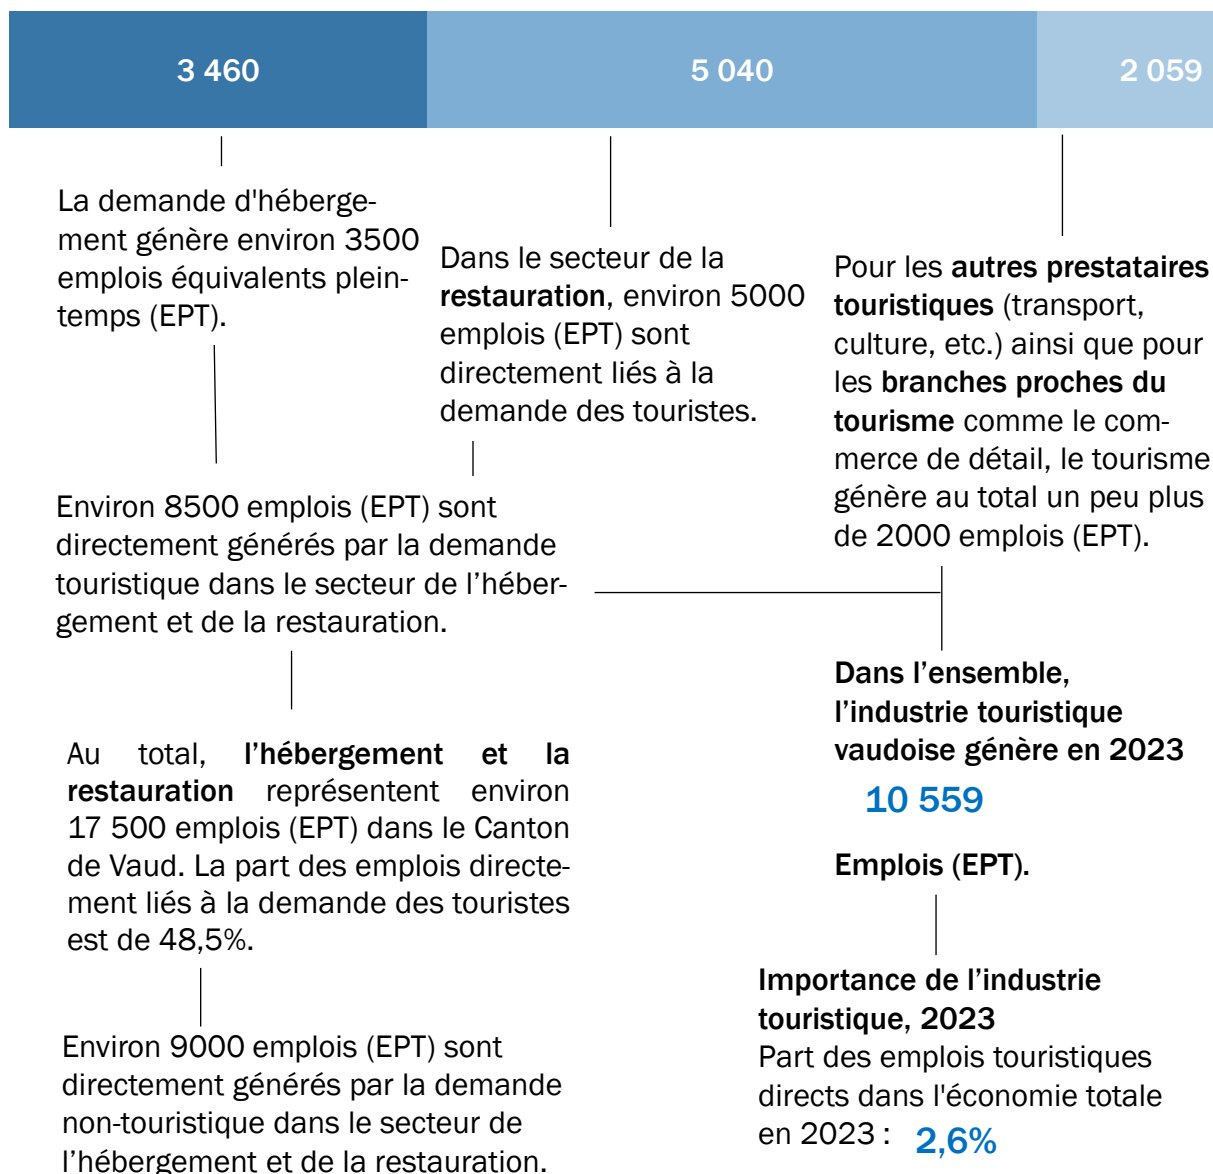 3 460
5 040
2 059
La demande d'héberge-
ment génère environ 3500
emplois équivalents plein-
temps (EPT).
Dans le secteur de la
restauration, environ 5000
emplois (EPT) sont
directement liés à la
demande des touristes.
Pour les autres prestataires
touristiques (transport,
culture, etc.) ainsi que pour
les branches proches du
tourisme comme le com-
merce de détail, le tourisme
génère au total un peu plus
de 2000 emplois (EPT).
Environ 8500 emplois (EPT) sont
directement générés par la demande
touristique dans le secteur de l’héber-
gement et de la restauration.
Au total, l’hébergement et la
restauration représentent environ
17 500 emplois (EPT) dans le Canton
de Vaud. La part des emplois directe-
ment liés à la demande des touristes
est de 48,5%.
Environ 9000 emplois (EPT) sont
directement générés par la demande
non-touristique dans le secteur de
l’hébergement et de la restauration.
Dans l’ensemble,
l’industrie touristique
vaudoise génère en 2023
10 559
Emplois (EPT).
Importance de l’industrie
touristique, 2023
Part des emplois touristiques
directs dans l'économie totale
en 2023 : 2,6%